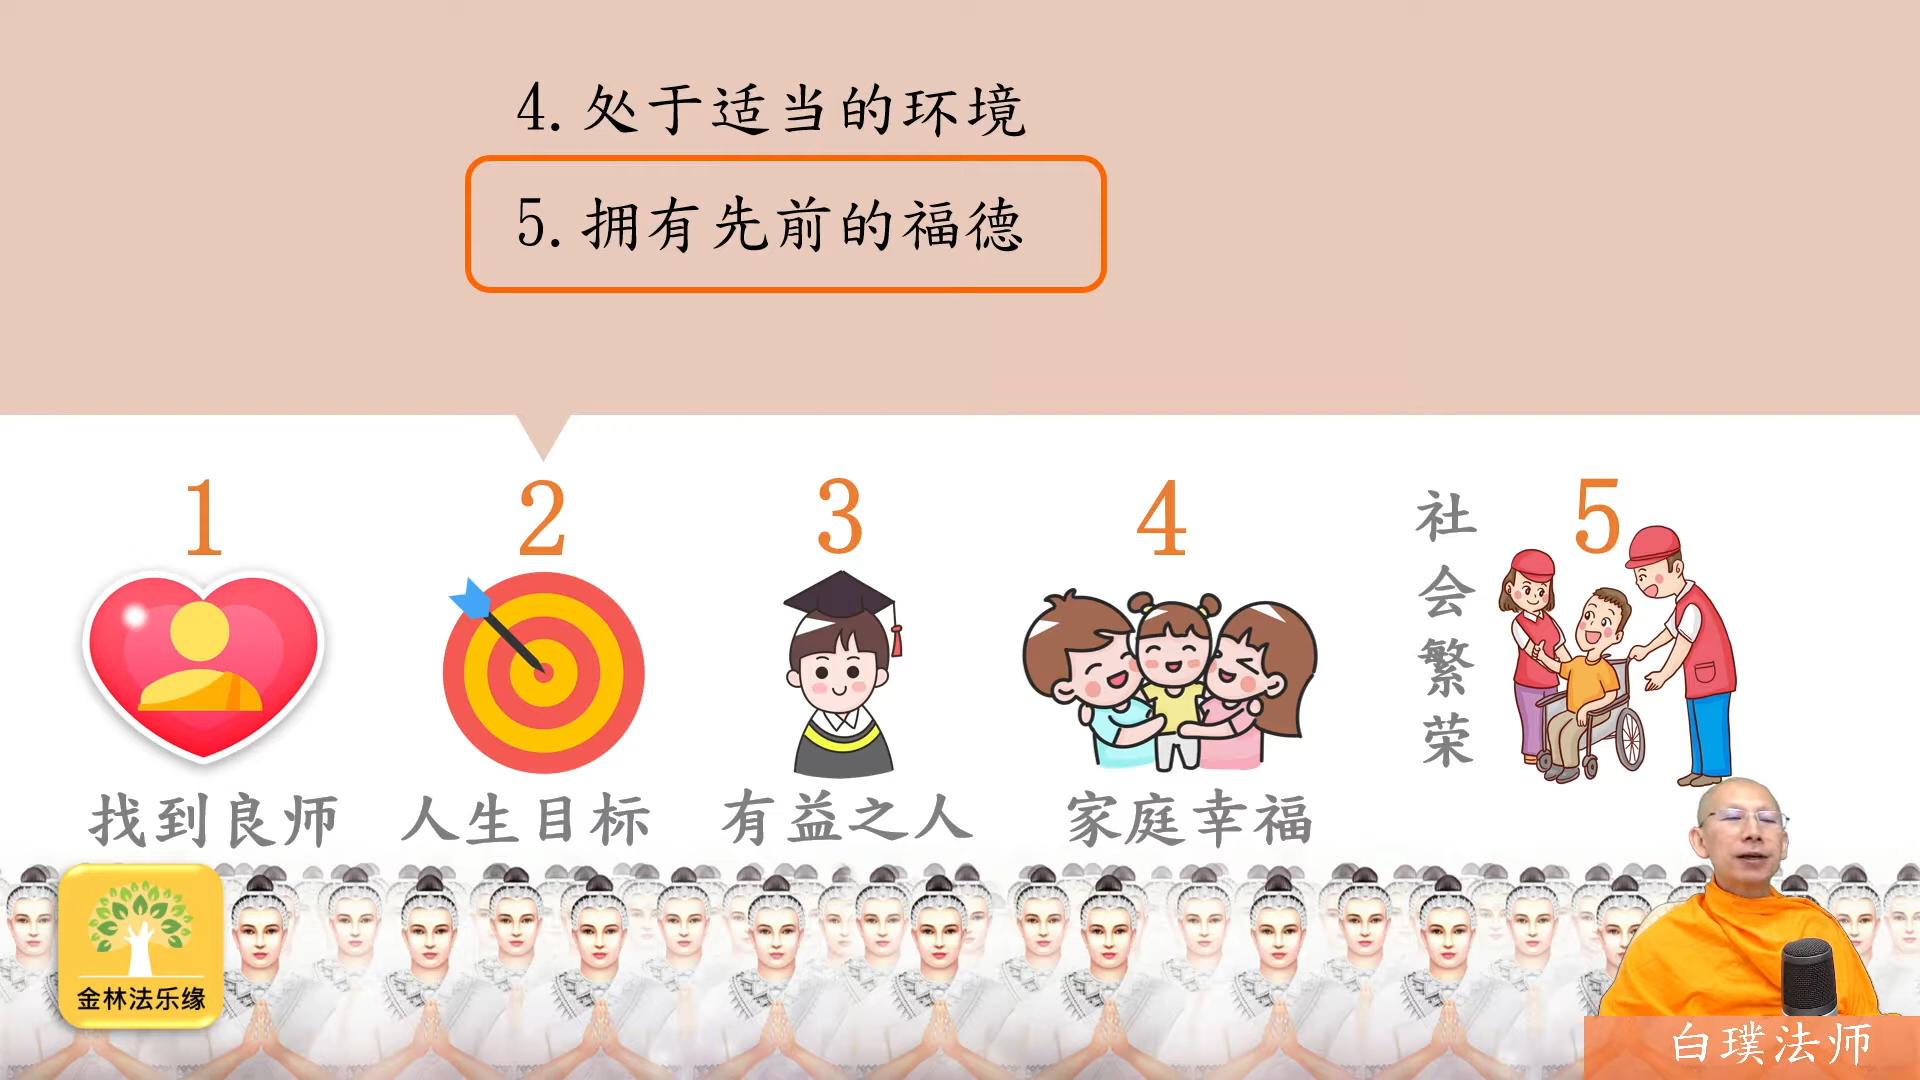 4.处于适当的环境
5.拥有先前的福德
1
2
3
4
5
找到良师
人生目标
有益之人
家庭幸福
社会繁荣
金林法乐缘
白璞法师